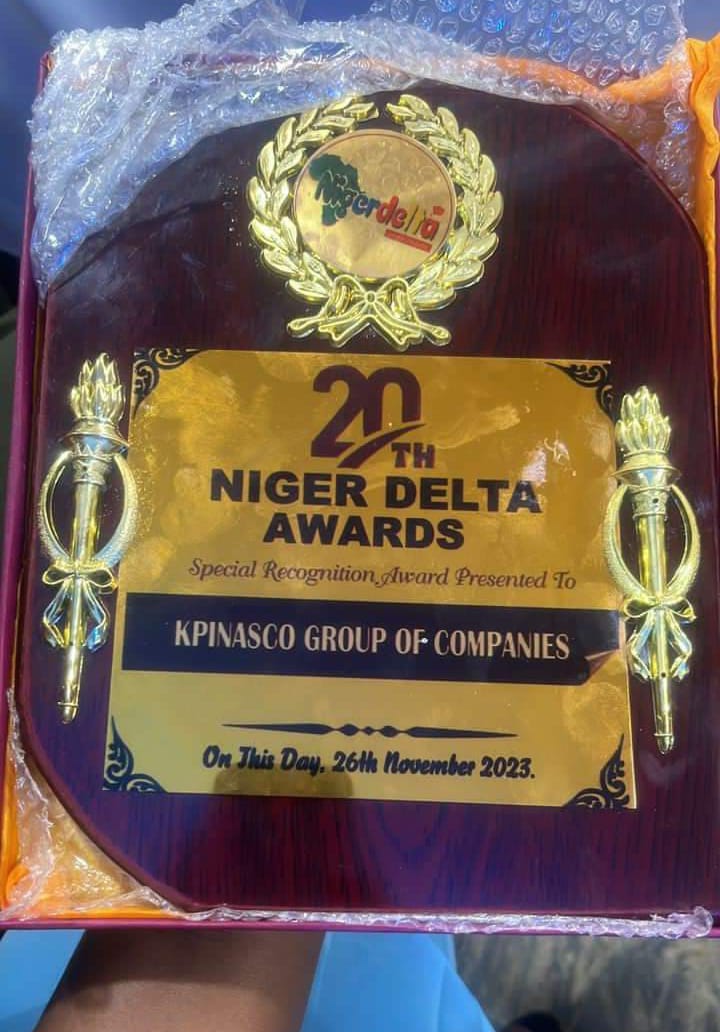 Nigerdelta
20TH
NIGER DELTA
AWARDS
Special Recognition Award Presented To
KPINASCO GROUP OF COMPANIES
On This Day, 26th November 2023.